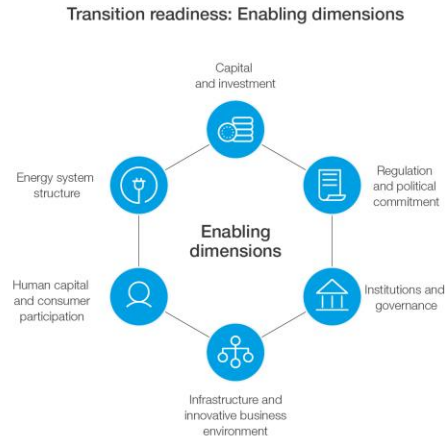 Transition readiness: Enabling dimensions
Capital
and investment
Energy system
structure
Regulation
and political
commitment
Enabling
dimensions
Human capital
and consumer
participation
Institutions and
governance
Infrastructure and
innovative business
environment